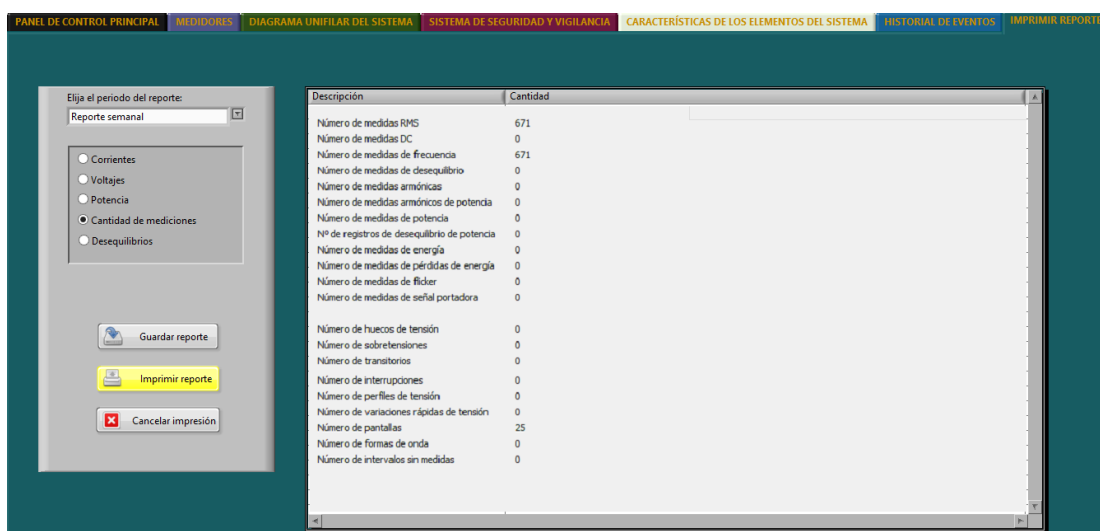 PANEL DE CONTROL PRINCIPAL MEDIDORES DIAGRAMA UNIFILAR DEL SISTEMA SISTEMA DE SEGURIDAD Y VIGILANCIA CARACTERÍSTICAS DE LOS ELEMENTOS DEL SISTEMA HISTORIAL DE EVENTOS IMPRIMIR REPORTE
Elija el periodo del reporte:
Reporte semanal
Corrientes
Voltajes
Potencia
Cantidad de mediciones
Desequilibrios
Guardar reporte
Imprimir reporte
Cancelar impresión
Descripción Cantidad
Número de medidas RMS 671
Número de medidas DC 0
Número de medidas de frecuencia 671
Número de medidas de desequilibrio 0
Número de medidas armónicas 0
Número de medidas armónicos de potencia 0
Número de medidas de potencia 0
Nº de registros de desequilibrio de potencia 0
Número de medidas de energía 0
Número de medidas de pérdidas de energía 0
Número de medidas de flicker 0
Número de medidas de señal portadora 0
Número de huecos de tensión 0
Número de sobretensiones 0
Número de transitorios 0
Número de interrupciones 0
Número de perfiles de tensión 0
Número de variaciones rápidas de tensión 0
Número de pantallas 25
Número de formas de onda 0
Número de intervalos sin medidas 0